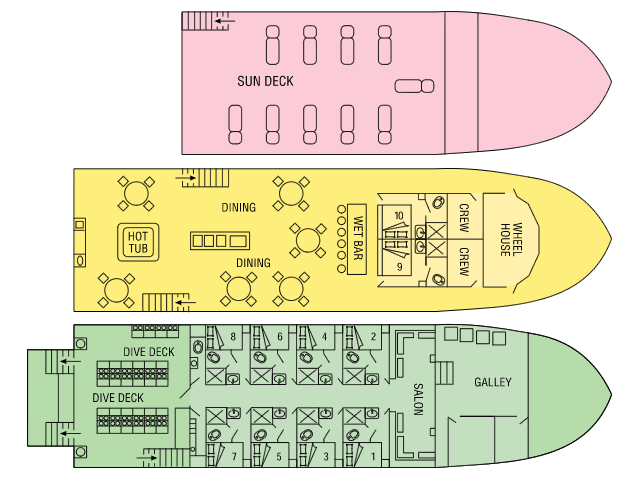 SUN DECK
DINING
HOT
TUB
WET BAR
10
CREW
WHEEL
HOUSE
DINING
9
CREW
DIVE DECK
8
6
4
2
DIVE DECK
SALON
GALLEY
7
5
3
1